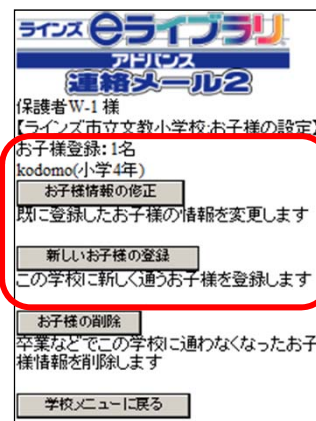 ラインズ eライブラリ
アドバンス
連絡メール2
保護者W-1 様
【ラインズ市立文教小学校:お子様の設定】
お子様登録:1名
kodomo(小学4年)
お子様情報の修正
既に登録したお子様の情報を変更します
新しいお子様の登録
この学校に新しく通うお子様を登録します
お子様の削除
卒業などでこの学校に通わなくなったお子
様情報を削除します
学校メニューに戻る